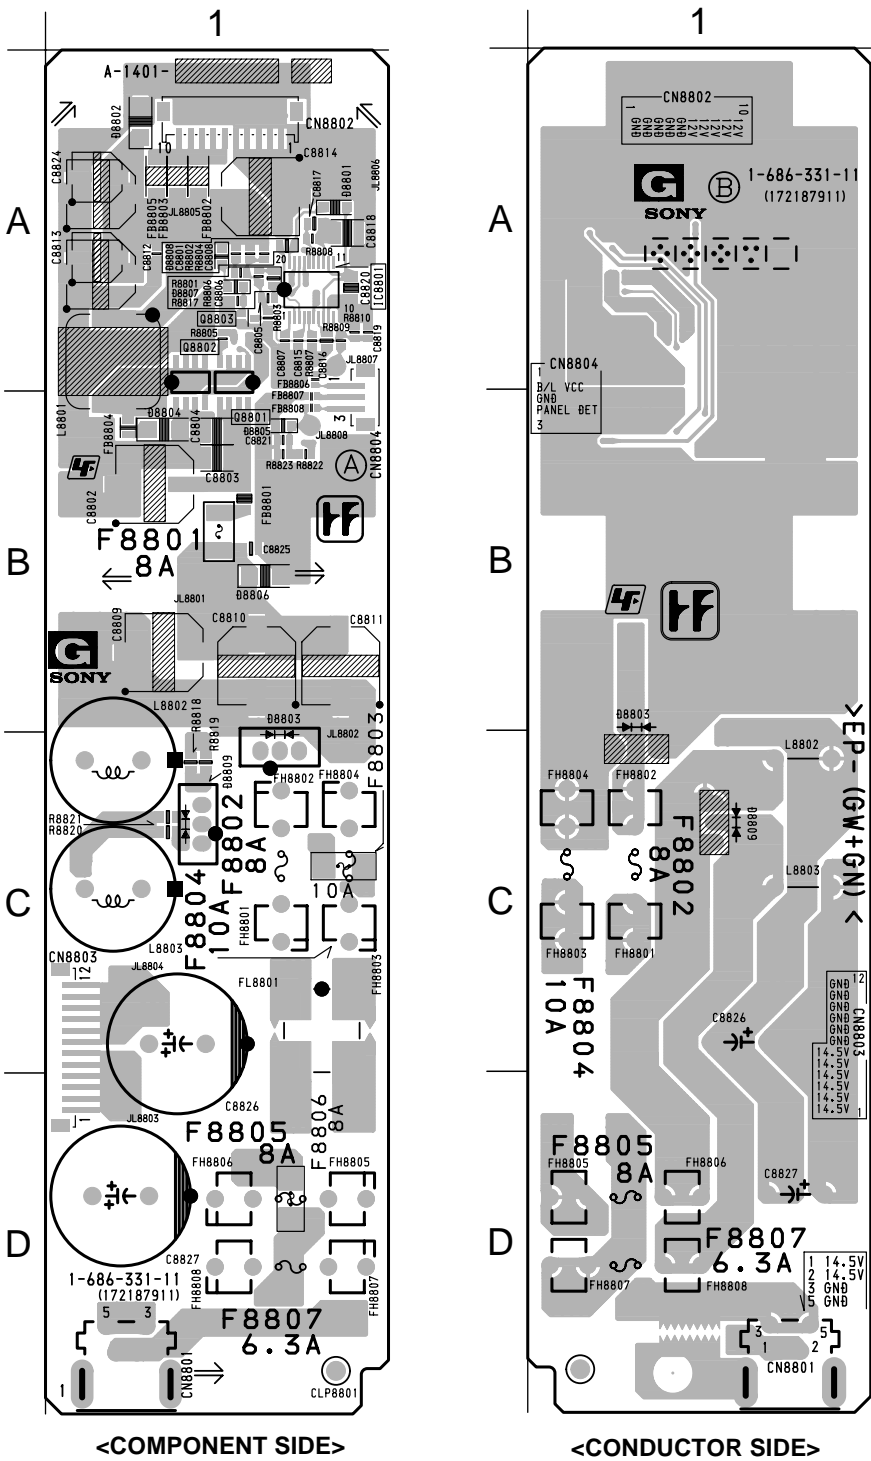 1
A-1401-
D8802
CN8802
10
1
C8824
C8814
FB8805
FB8803
JL8805
FB8802
C8817
D8801
JL8806
C8818
A
C8813
C8812
R8808
C8801
R8802
R8804
C8808
R8808
20
11
R8801
D8807
R8817
R8806
C8806
C8820
IC8801
Q8803
R8805
C8805
R8803
10
R8810
R8809
C8819
Q8802
C8807
C8815
R8807
C8816
JL8807
FB8806
1
FB8807
FB8808
3
L8801
FB8804
D8804
C8804
Q8801
D8805
C8821
JL8808
CN8804
R8823
R8822
A
C8802
C8803
FB8801
F8801
8A
C8825
D8806
B
JL8801
C8809
C8810
C8811
SONY
L8802
R8818
R8819
D8803
JL8802
F8803
D8809
FH8802
FH8804
R8821
R8820
F8802
8A
10A
C
F8804
10A
FH8801
L8803
FH8803
CN8803
12
JL8804
FL8801
1
JL8803
C8826
F8806
8A
F8805
8A
FH8806
FH8805
D
C8827
1-686-331-11
(172187911)
FH8808
FH8807
F8807
6.3A
5
3
1
CN8801
CLP8801
<COMPONENT SIDE>
1
CN8802
1
10
GND
GND
GND
GND
GND
12V
12V
12V
12V
12V
A
B
1-686-331-11
(172187911)
SONY
CN8804
1
B/L VCC
GND
PANEL DET
3
B
D8803
>EP-(GW+GN)<
L8802
FH8804
FH8802
F8802
8A
D8809
C
L8803
FH8803
FH8801
F8804
10A
C8826
12
GND
GND
GND
GND
GND
GND
14.5V
14.5V
14.5V
14.5V
14.5V
14.5V
1
CN8803
F8805
8A
FH8805
FH8806
C8827
D
F8807
6.3A
FH8807
FH8808
1 14.5V
2 14.5V
3 GND
5 GND
3
5
1
2
CN8801
<CONDUCTOR SIDE>